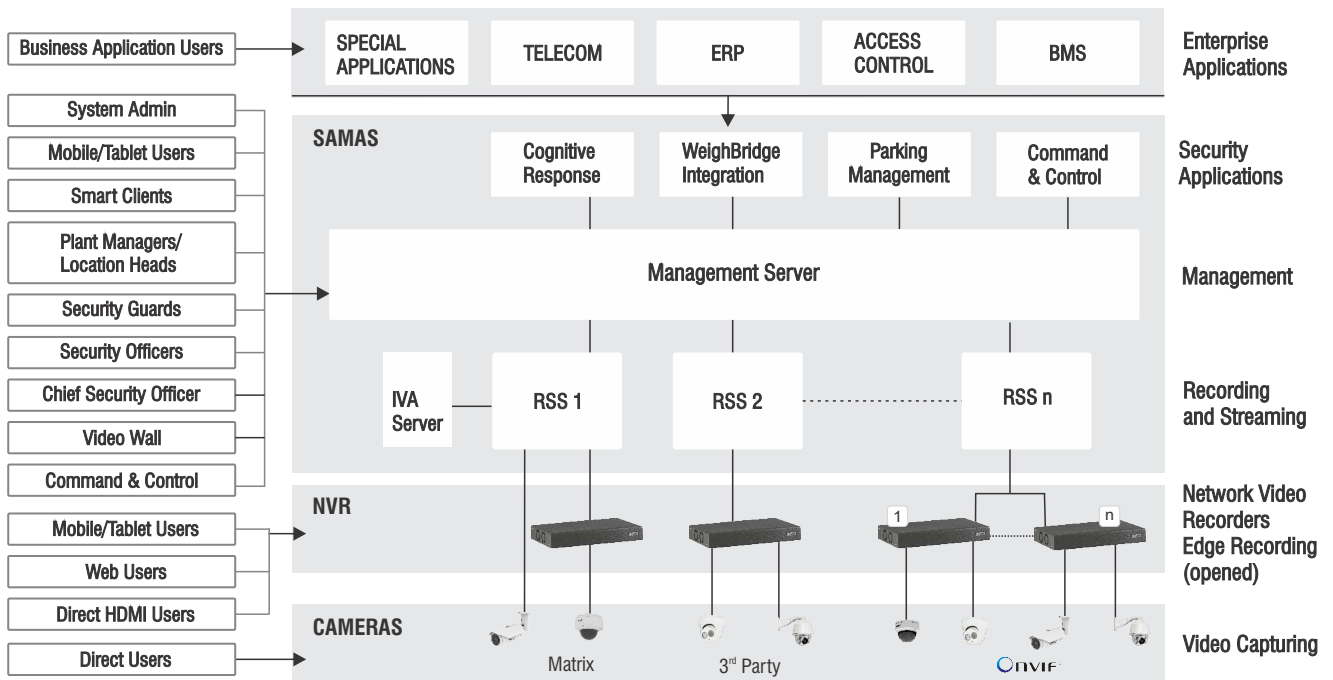 Business Application Users
SPECIAL
APPLICATIONS
TELECOM
ERP
ACCESS
CONTROL
BMS
Enterprise
Applications
System Admin
Mobile/Tablet Users
Smart Clients
Plant Managers/
Location Heads
Security Guards
Security Officers
Chief Security Officer
Video Wall
Command & Control
SAMAS
Cognitive
Response
WeighBridge
Integration
Parking
Management
Command
& Control
Security
Applications
Management Server
Management
IVA
Server
RSS 1
RSS 2
RSS n
Recording
and Streaming
Mobile/Tablet Users
Web Users
Direct HDMI Users
NVR
1
n
Network Video
Recorders
Edge Recording
(opened)
Direct Users
CAMERAS
Matrix
3rd Party
ONVIF
Video Capturing